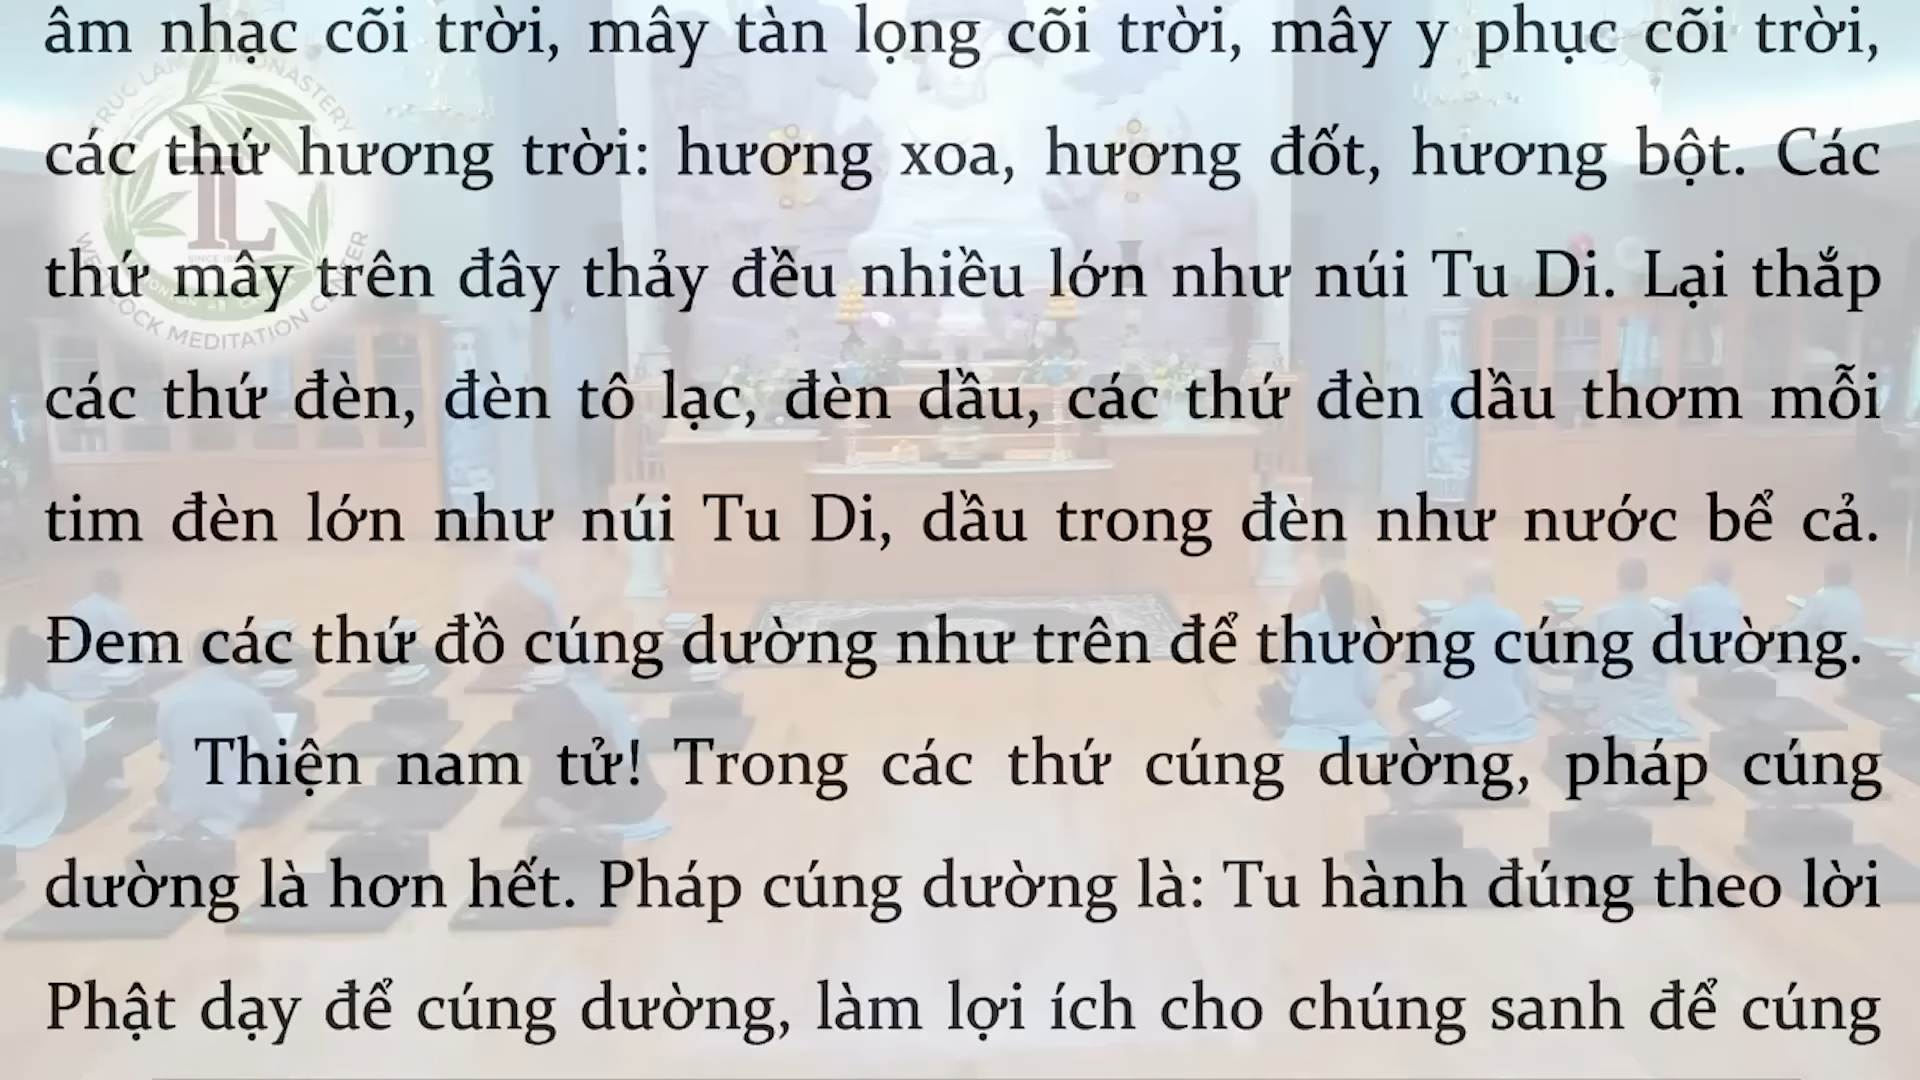 âm nhạc cõi trời, mây tàn lọng cõi trời, mây y phục cõi trời,
các thứ hương trời: hương xoa, hương đốt, hương bột. Các
thứ mây trên đây thảy đều nhiều lớn như núi Tu Di. Lại thắp
các thứ đèn, đèn tô lạc, đèn dầu, các thứ đèn dầu thơm mỗi
tim đèn lớn như núi Tu Di, dầu trong đèn như nước bể cả.
Đem các thứ đồ cúng dường như trên để thường cúng dường.
Thiện nam tử! Trong các thứ cúng dường, pháp cúng
dường là hơn hết. Pháp cúng dường là: Tu hành đúng theo lời
Phật dạy để cúng dường, làm lợi ích cho chúng sanh để cúng
TRUC LAM MONASTERY
TL
MEDITATION CENTER